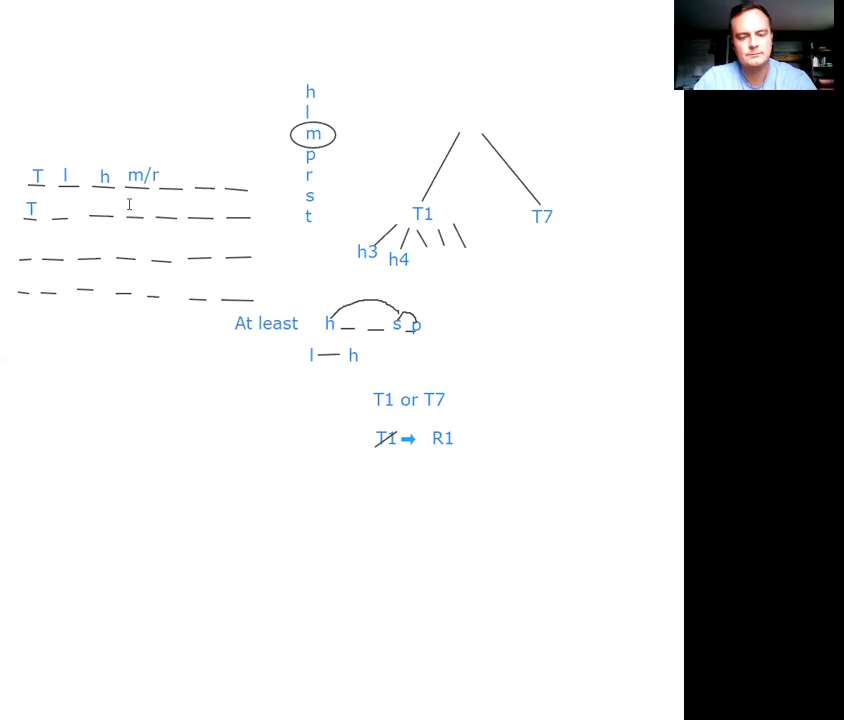 h
l
m
p
r
s
t
T l h m/r
T
T1 T7
h3 h4
At least h s p
l h
T1 or T7
T1 ➡ R1